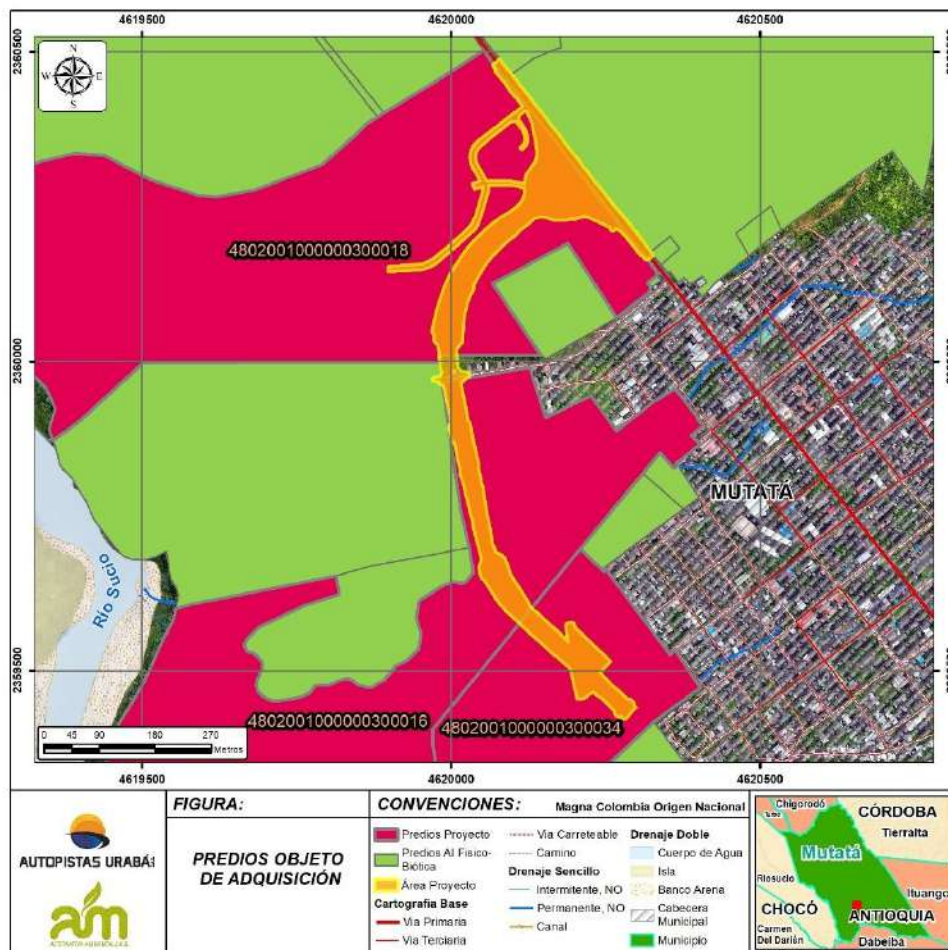 4619500 4620000 4620500
2360500
N
W E
S
4802001000000300018
2360000
MUTATÁ
Río Sucio
2359500
4802001000000300016
4802001000000300034
0 45 90 180 270
Metros
4619500 4620000 4620500
AUTOPISTAS URABÁ
FIGURA:
PREDIOS OBJETO
DE ADQUISICIÓN
CONVENCIONES: Magna Colombia Origen Nacional
Predios Proyecto
Predios AI Físico-
Biótica
Área Proyecto
Cartografía Base
Vía Primaria
Vía Terciaria
Vía Carreteable
Camino
Drenaje Sencillo
Intermitente, NO
Permanente, NO
Canal
Drenaje Doble
Cuerpo de Agua
Isla
Banco Arena
Cabecera
Municipal
Municipio
Chigorodó
CÓRDOBA
Tierralta
Mutatá
Riosucio
Ituango
CHOCÓ
ANTIOQUIA
Carmen
Del Darién
Dabeiba